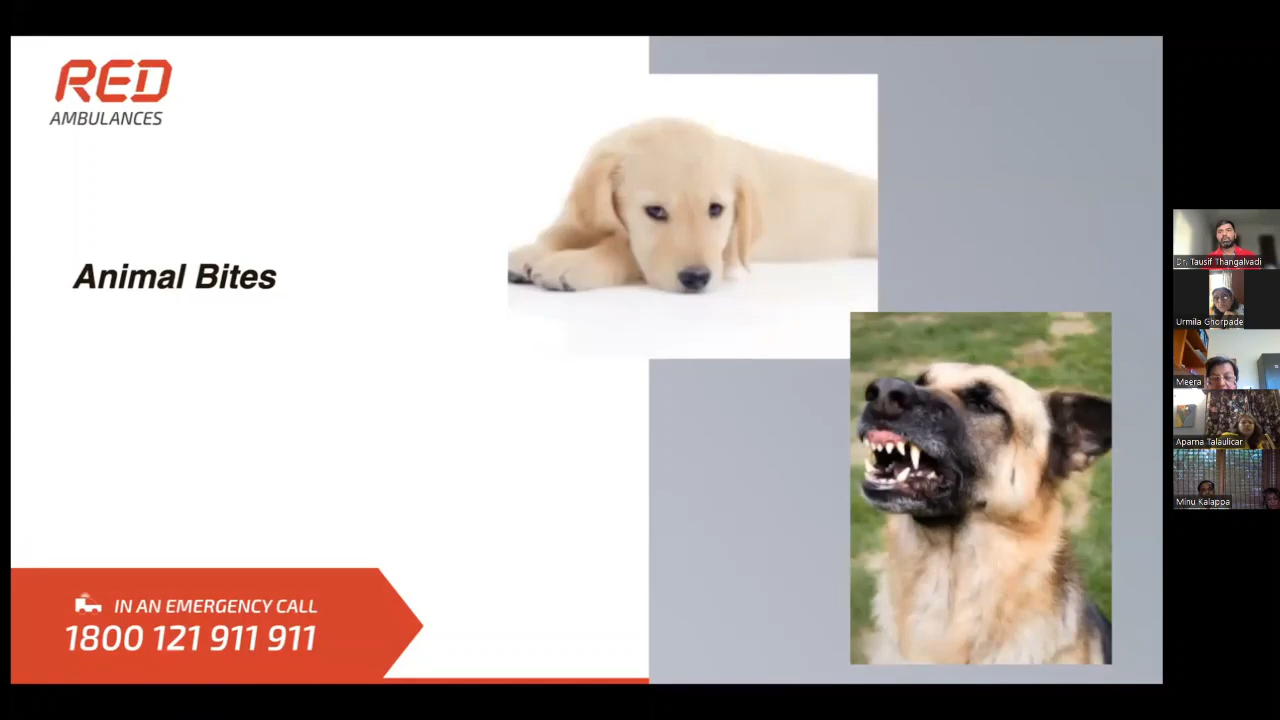 RED
AMBULANCES
Animal Bites
IN AN EMERGENCY CALL
1800 121 911 911
Dr. Tausif Thangalvadi
Urmila Ghorpade
Meera
Aparna Talaulicar
Minu Kalappa